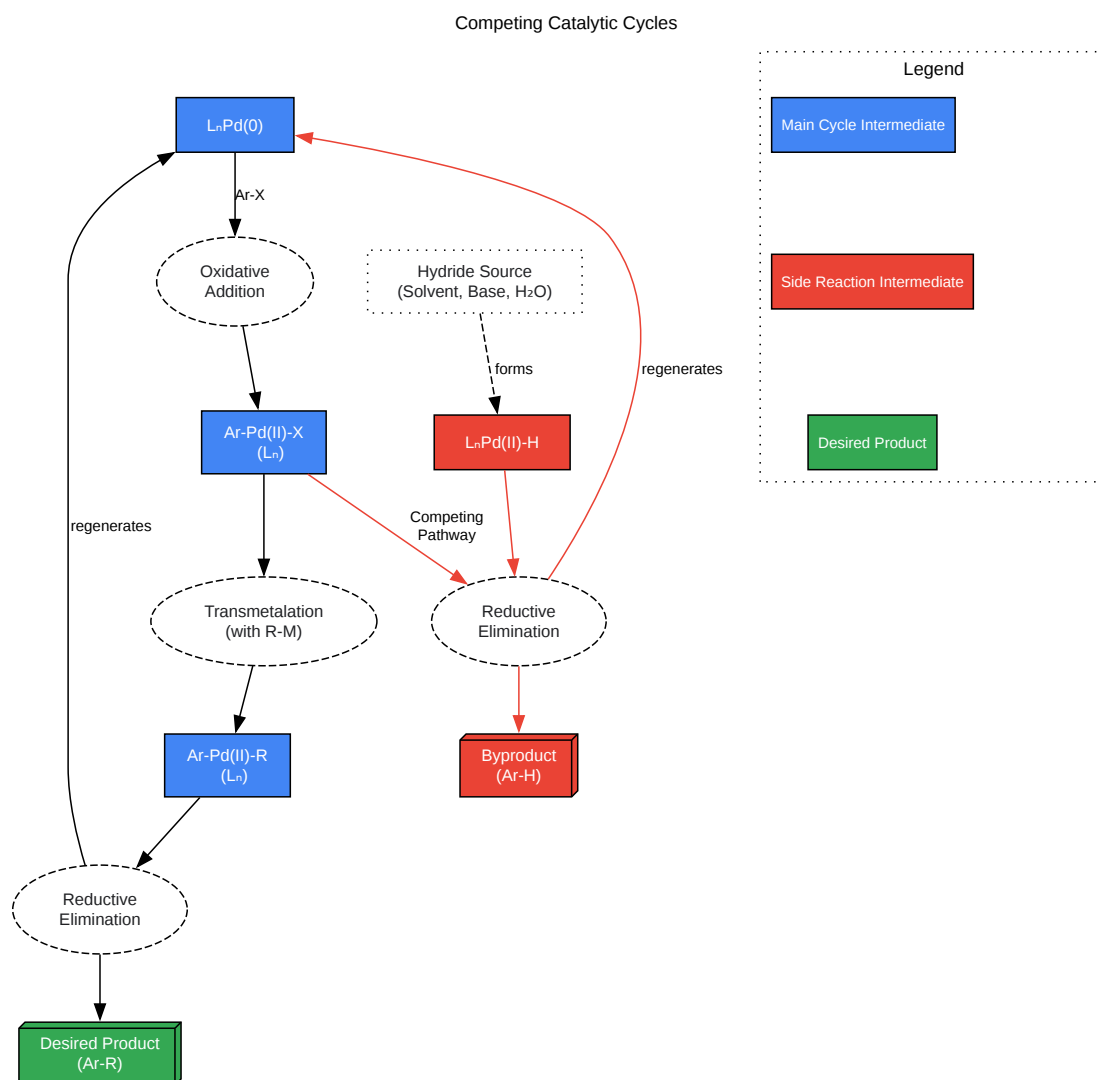 Competing Catalytic Cycles
Legend
LₙPd(0)
Main Cycle Intermediate
Ar-X
Oxidative
Addition
Hydride Source
(Solvent, Base, H₂O)
Side Reaction Intermediate
forms
regenerates
Ar-Pd(II)-X
(Lₙ)
LₙPd(II)-H
Desired Product
Competing
Pathway
regenerates
Transmetalation
(with R-M)
Reductive
Elimination
Ar-Pd(II)-R
(Lₙ)
Byproduct
(Ar-H)
Reductive
Elimination
Desired Product
(Ar-R)